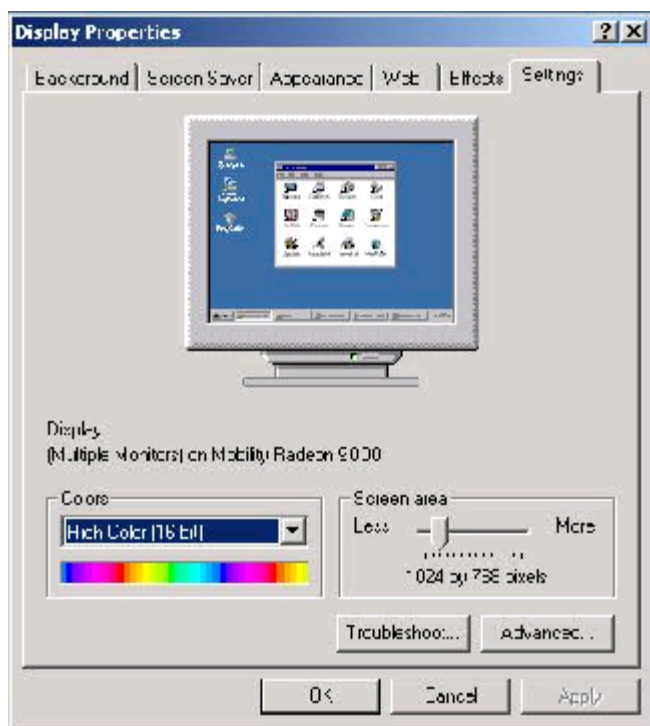 Display Properties
Background Screen Saver Appearance Web Effects Settings
Display:
(Multiple Monitors) on Mobility Radeon 9000
Colors
High Color (16 bit)
Screen area
Less More
1024 by 768 pixels
Troubleshoot... Advanced...
OK Cancel Apply